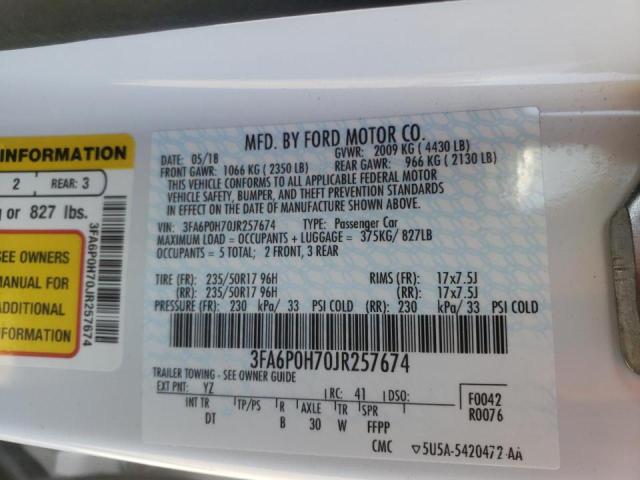 INFORMATION
2 REAR: 3
g or 827 lbs.
SEE OWNERS
MANUAL FOR
ADDITIONAL
INFORMATION
3FA6P0H70JR257674
MFD. BY FORD MOTOR CO.
DATE: 05/18 GVWR: 2009 KG ( 4430 LB)
FRONT GAWR: 1066 KG ( 2350 LB) REAR GAWR: 966 KG ( 2130 LB)
THIS VEHICLE CONFORMS TO ALL APPLICABLE FEDERAL MOTOR
VEHICLE SAFETY, BUMPER, AND THEFT PREVENTION STANDARDS
IN EFFECT ON THE DATE OF MANUFACTURE SHOWN ABOVE.
VIN: 3FA6P0H70JR257674 TYPE: Passenger Car
MAXIMUM LOAD = OCCUPANTS + LUGGAGE = 375KG/ 827LB
OCCUPANTS = 5 TOTAL; 2 FRONT, 3 REAR
TIRE (FR): 235/50R17 96H RIMS (FR): 17x7.5J
(RR): 235/50R17 96H (RR): 17x7.5J
PRESSURE (FR): 230 kPa/ 33 PSI COLD (RR): 230 kPa/ 33 PSI COLD
3FA6P0H70JR257674
TRAILER TOWING - SEE OWNER GUIDE
EXT PNT: YZ RC: 41 DSO: F0042
INT TR TP/PS R AXLE TR SPR R0076
DT B 30 W FFPP
CMC ▽5U5A-5420472-AA